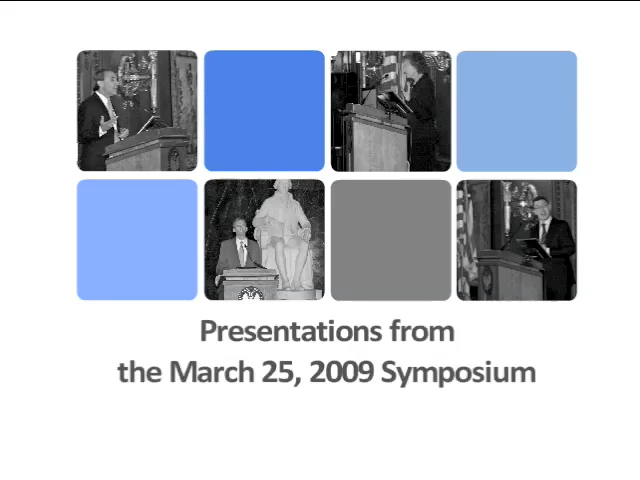 Presentations from
the March 25, 2009 Symposium